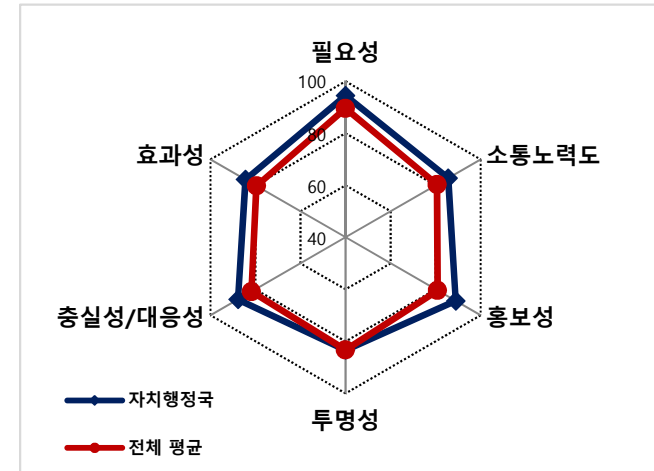 필요성
100
80
60
40
효과성
소통노력도
충실성/대응성
홍보성
투명성
자치행정국
전체 평균